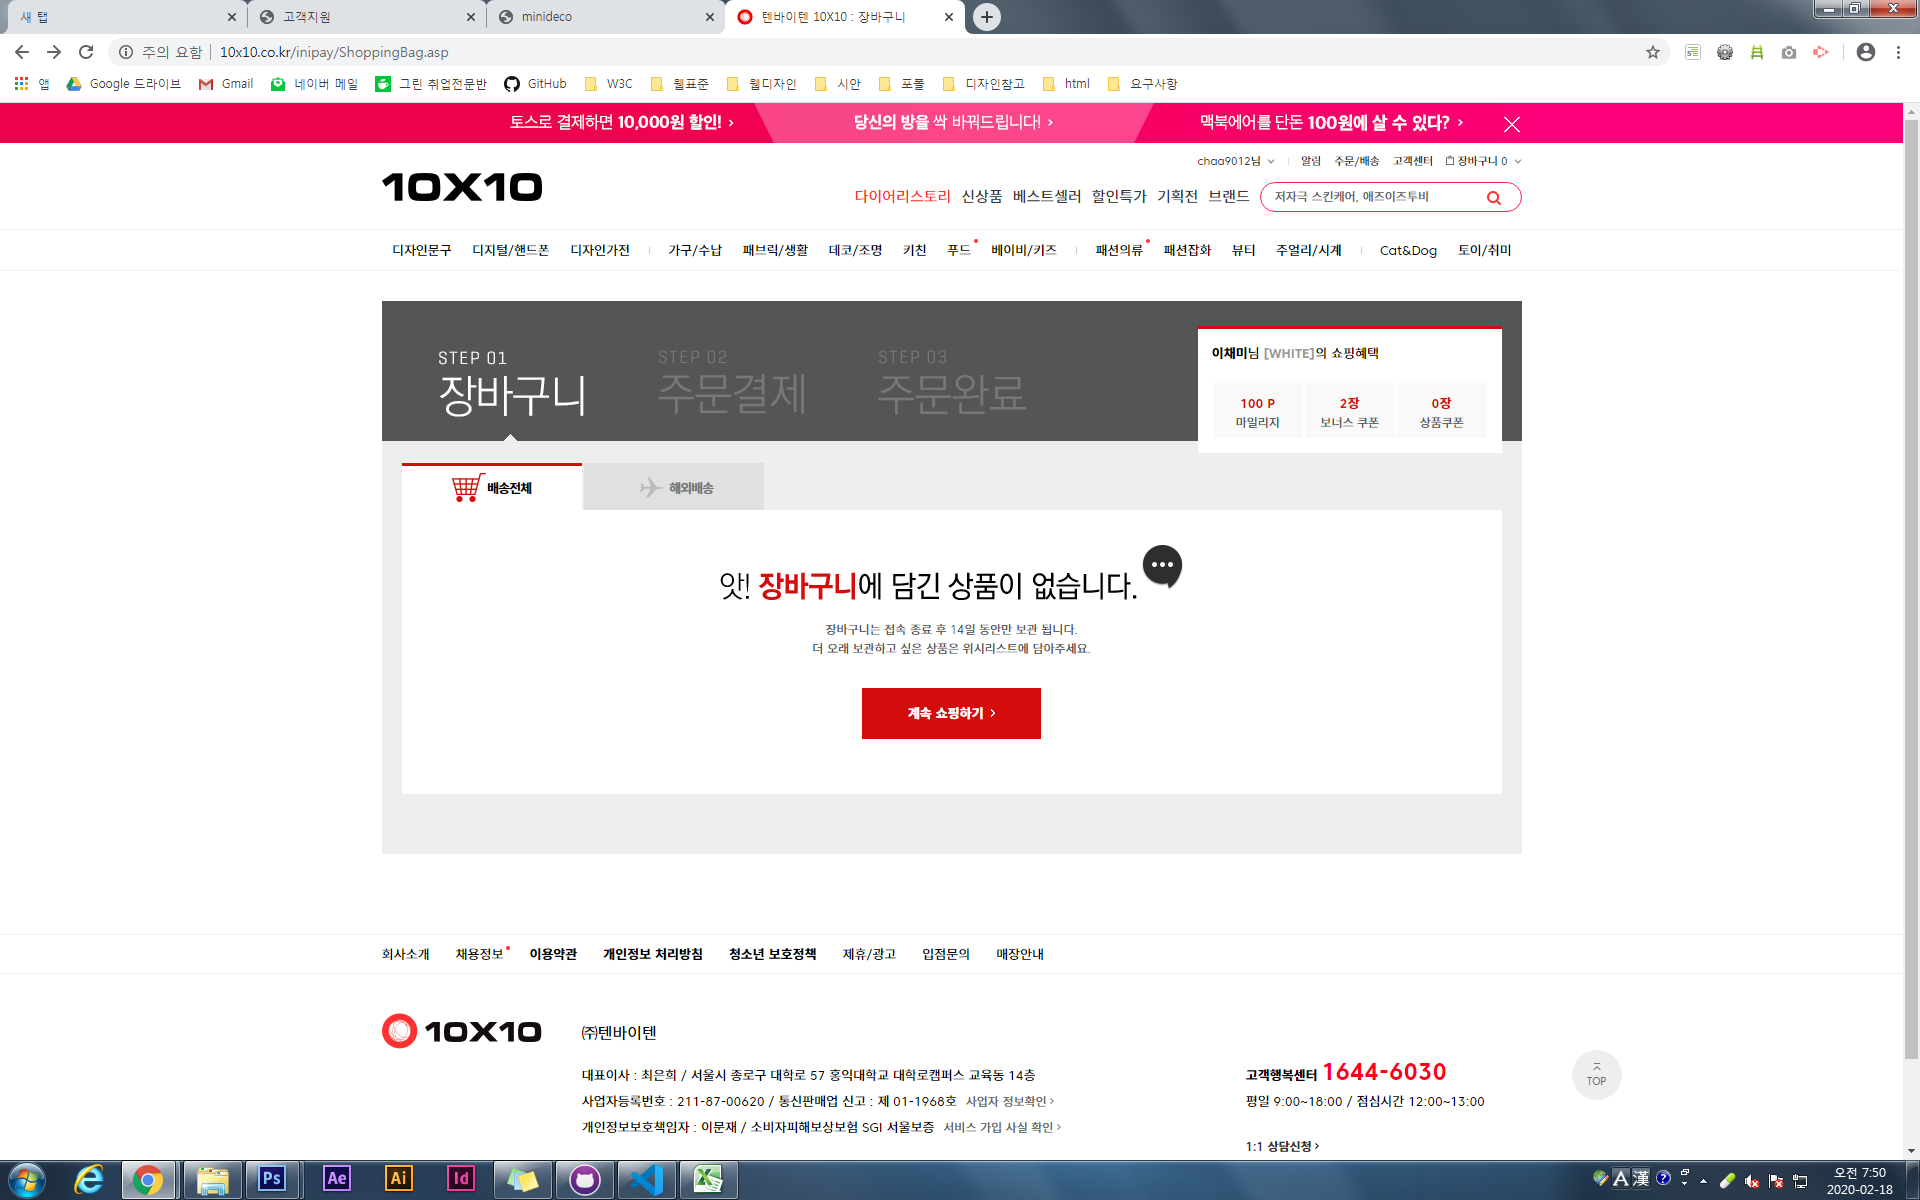 새 탭
고객지원
minideco
텐바이텐 10X10 : 장바구니
주의 요함
10x10.co.kr/inipay/ShoppingBag.asp
앱
Google 드라이브
Gmail
네이버 메일
그린 취업전문반
GitHub
W3C
웹표준
웹디자인
시안
포폴
디자인참고
html
요구사항
토스로 결제하면 10,000원 할인! >
당신의 방을 싹 바꿔드립니다! >
맥북에어를 단돈 100원에 살 수 있다? >
chaa9012님
알림
주문/배송
고객센터
장바구니 0
10X10
다이어리스토리 신상품 베스트셀러 할인특가 기획전 브랜드
저자극 스킨케어, 애즈이즈투비
디자인문구 디지털/핸드폰 디자인가전 가구/수납 패브릭/생활 데코/조명 키친 푸드 베이비/키즈 패션의류 패션잡화 뷰티 주얼리/시계 Cat&Dog 토이/취미
STEP 01
장바구니
STEP 02
주문결제
STEP 03
주문완료
이채미님 [WHITE]의 쇼핑혜택
100 P
마일리지
2장
보너스 쿠폰
0장
상품쿠폰
배송전체
해외배송
앗! 장바구니에 담긴 상품이 없습니다.
장바구니는 접속 종료 후 14일 동안만 보관 됩니다.
더 오래 보관하고 싶은 상품은 위시리스트에 담아주세요.
계속 쇼핑하기 >
회사소개 채용정보 이용약관 개인정보 처리방침 청소년 보호정책 제휴/광고 입점문의 매장안내
10X10
㈜텐바이텐
대표이사 : 최은희 / 서울시 종로구 대학로 57 홍익대학교 대학로캠퍼스 교육동 14층
사업자등록번호 : 211-87-00620 / 통신판매업 신고 : 제 01-1968호 사업자 정보확인 >
개인정보보호책임자 : 이문재 / 소비자피해보상보험 SGI 서울보증 서비스 가입 사실 확인 >
고객행복센터 1644-6030
평일 9:00~18:00 / 점심시간 12:00~13:00
1:1 상담신청 >
TOP
Ps
Ae
Ai
Id
A 漢
오전 7:50
2020-02-18